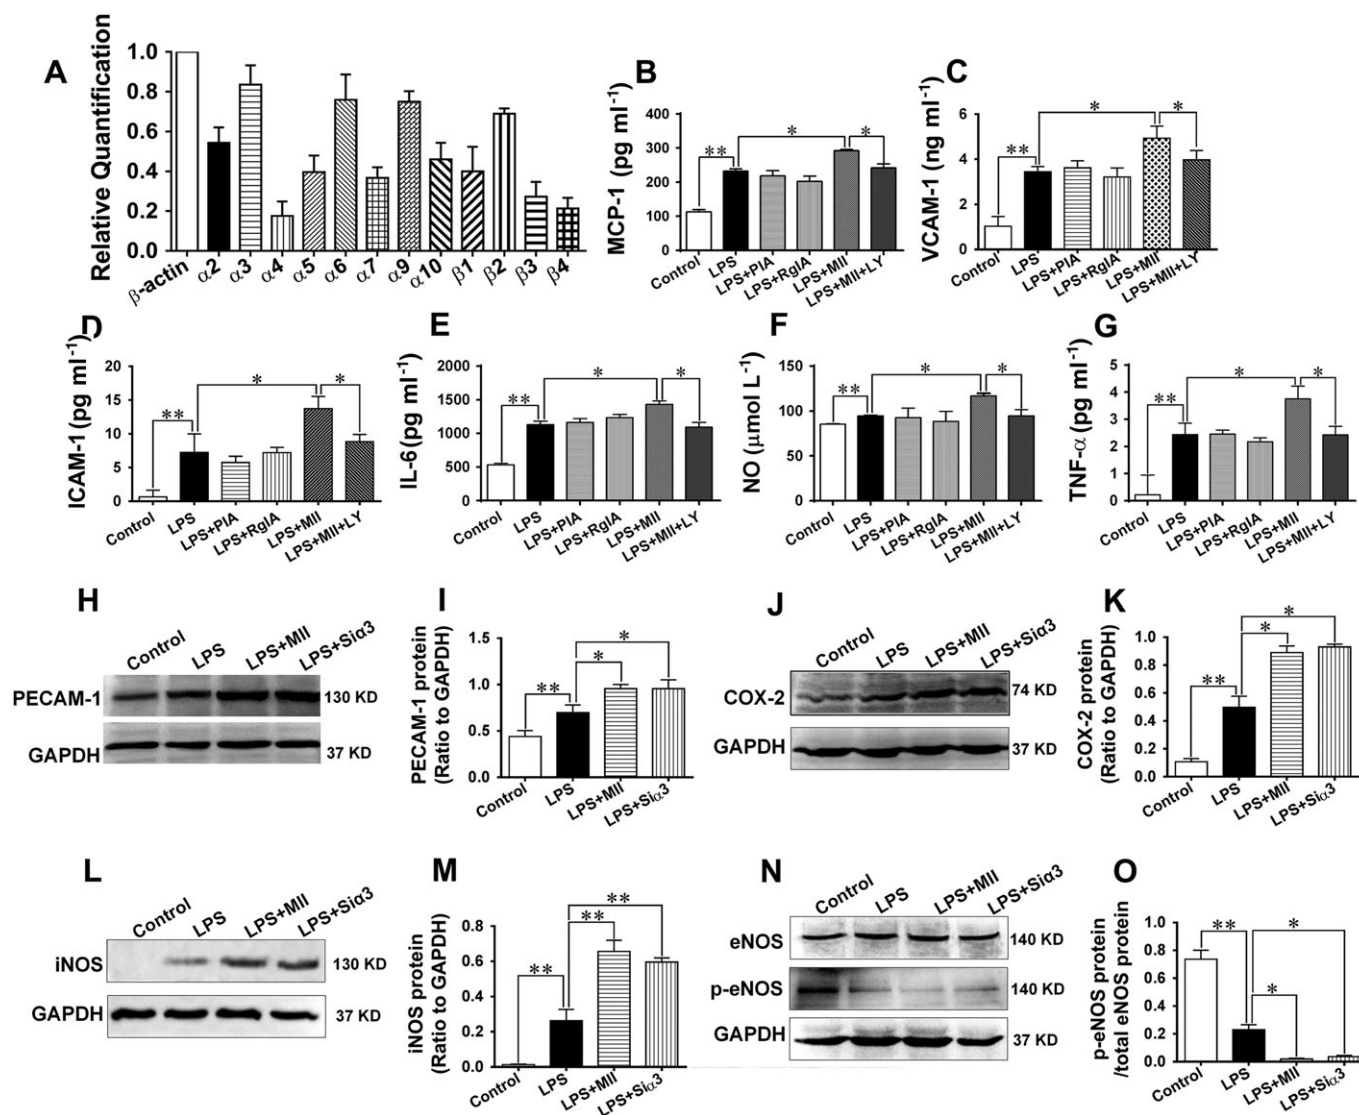 A
Relative Quantification
1.0
0.8
0.6
0.4
0.2
0.0
β-actin
α2
α3
α4
α5
α6
α7
α9
α10
β1
β2
β3
β4
B
MCP-1 (pg ml-1)
400
300
200
100
0
**
*
*
Control
LPS
LPS+PIA
LPS+RgIA
LPS+MII
LPS+MII+LY
C
VCAM-1 (ng ml-1)
6
4
2
0
**
*
*
Control
LPS
LPS+PIA
LPS+RgIA
LPS+MII
LPS+MII+LY
D
ICAM-1 (pg ml-1)
20
15
10
5
0
**
*
*
Control
LPS
LPS+PIA
LPS+RgIA
LPS+MII
LPS+MII+LY
E
IL-6 (pg ml-1)
1500
1000
500
0
**
*
*
Control
LPS
LPS+PIA
LPS+RgIA
LPS+MII
LPS+MII+LY
2000
F
NO (μmol L-1)
150
100
50
0
**
*
*
Control
LPS
LPS+PIA
LPS+RgIA
LPS+MII
LPS+MII+LY
G
TNF-α (pg ml-1)
5
4
3
2
1
0
**
*
*
Control
LPS
LPS+PIA
LPS+RgIA
LPS+MII
LPS+MII+LY
H
Control
LPS
LPS+MII
LPS+Siα3
PECAM-1
130 KD
GAPDH
37 KD
I
PECAM-1 protein
(Ratio to GAPDH)
1.5
1.0
0.5
0.0
**
*
*
Control
LPS
LPS+MII
LPS+Siα3
J
Control
LPS
LPS+MII
LPS+Siα3
COX-2
74 KD
GAPDH
37 KD
K
COX-2 protein
(Ratio to GAPDH)
1.0
0.8
0.6
0.4
0.2
0.0
**
*
*
Control
LPS
LPS+MII
LPS+Siα3
L
Control
LPS
LPS+MII
LPS+Siα3
iNOS
130 KD
GAPDH
37 KD
M
iNOS protein
(Ratio to GAPDH)
0.8
0.6
0.4
0.2
0.0
**
**
**
Control
LPS
LPS+MII
LPS+Siα3
N
Control
LPS
LPS+MII
LPS+Siα3
eNOS
140 KD
p-eNOS
140 KD
GAPDH
37 KD
O
p-eNOS protein
/total eNOS protein
1.0
0.8
0.6
0.4
0.2
0.0
**
*
*
Control
LPS
LPS+MII
LPS+Siα3